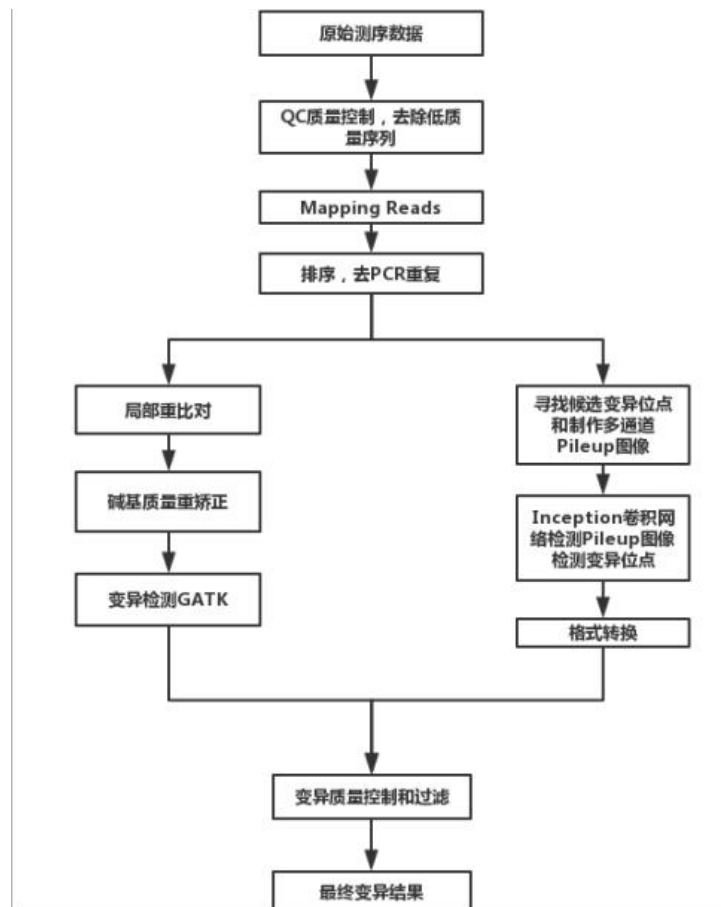 原始测序数据
QC质量控制，去除低质
量序列
Mapping Reads
排序，去PCR重复
局部重比对
碱基质量重矫正
变异检测GATK
寻找候选变异位点
和制作多通道
Pileup图像
Inception卷积网
络检测Pileup图像
检测变异位点
格式转换
变异质量控制和过滤
最终变异结果